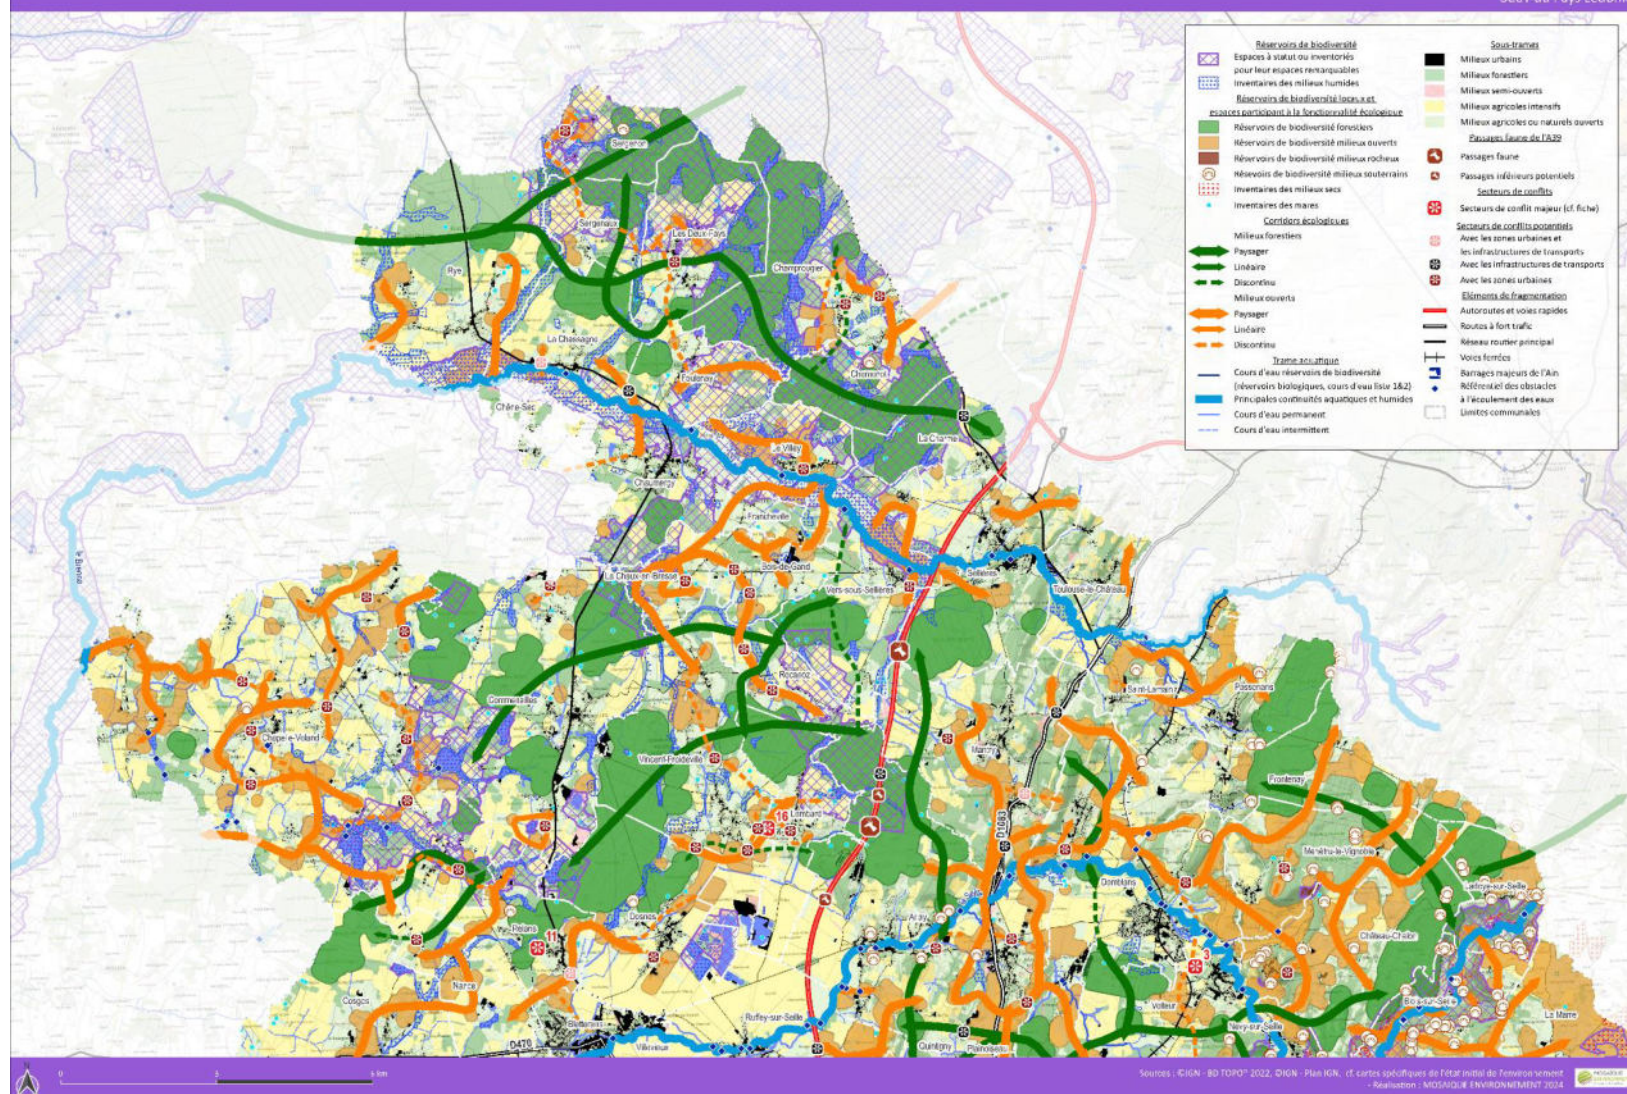 Réservoirs de biodiversité
Espaces à statut ou inventoriés
pour leur espaces remarquables
Inventaires des milieux humides
Réservoirs de biodiversité locaux et
espaces participant à la fonctionnalité écologique
Réservoirs de biodiversité forestiers
Réservoirs de biodiversité milieux ouverts
Réservoirs de biodiversité milieux rocheux
Réservoirs de biodiversité milieux souterrains
Inventaires des milieux secs
Inventaires des mares
Corridors écologiques
Milieux forestiers
Paysager
Linéaire
Discontinu
Milieux ouverts
Paysager
Linéaire
Discontinu
Trame aquatique
Cours d'eau réservoirs de biodiversité
(réservoirs biologiques, cours d'eau liste 1&2)
Principales continuités aquatiques et humides
Cours d'eau permanent
Cours d'eau intermittent
Sous-trames
Milieux urbains
Milieux forestiers
Milieux semi-ouverts
Milieux agricoles intensifs
Milieux agricoles ou naturels ouverts
Passages faune de l'A39
Passages faune
Passages inférieurs potentiels
Secteurs de conflits
Secteurs de conflit majeur (cf. fiche)
Secteurs de conflits potentiels
Avec les zones urbaines et
les infrastructures de transports
Avec les infrastructures de transports
Avec les zones urbaines
Eléments de fragmentation
Autoroutes et voies rapides
Routes à fort trafic
Réseau routier principal
Voies ferrées
Barrages majeurs de l'Ain
Référentiel des obstacles
à l'écoulement des eaux
Limites communales
Sergenon
Sergenaux
Les Deux-Fays
Rye
Champrougier
La Chassagne
Foulenay
Chemenot
Chêne-Sec
La Charme
Le Villey
Chaumergy
Francheville
Bois-de-Gand
La Chaux-en-Bresse
Sellières
Vers-sous-Sellières
Toulouse-le-Château
la Brenne
Recanoz
Saint-Lamain
Passenans
Commenailles
Chapelle-Voland
Mantry
Vincent-Froideville
Frontenay
16
Lombard
D1083
Menétru-le-Vignoble
Domblans
Ladoye-sur-Seille
Desnes
Arlay
11
Relans
Château-Chalon
3
Nance
Cosges
Voiteur
Blois-sur-Seille
La Marre
Ruffey-sur-Seille
Bletterans
Nevy-sur-Seille
D470
Villevieux
Quintigny
Plainoiseau
N
0
3
6 km
Sources : ©IGN - BD TOPO® 2022, ©IGN - Plan IGN, cf. cartes spécifiques de l'état initial de l'environnement
- Réalisation : MOSAIQUE ENVIRONNEMENT 2024